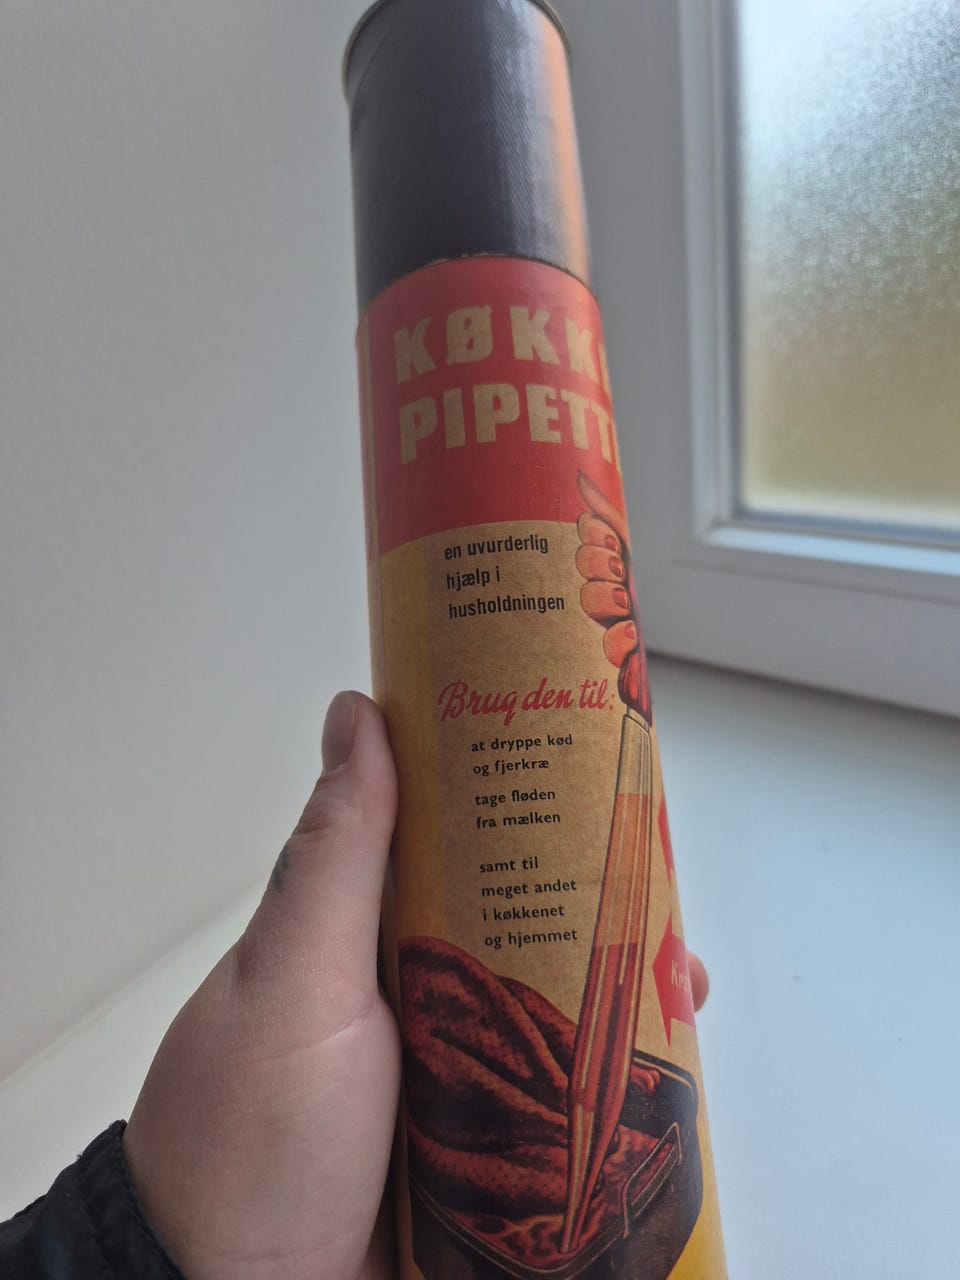 KØKK
PIPETT
en uvurderlig
hjælp i
husholdningen
Brug den til:
at dryppe kød
og fjerkræ
tage fløden
fra mælken
samt til
meget andet
i køkkenet
og hjemmet